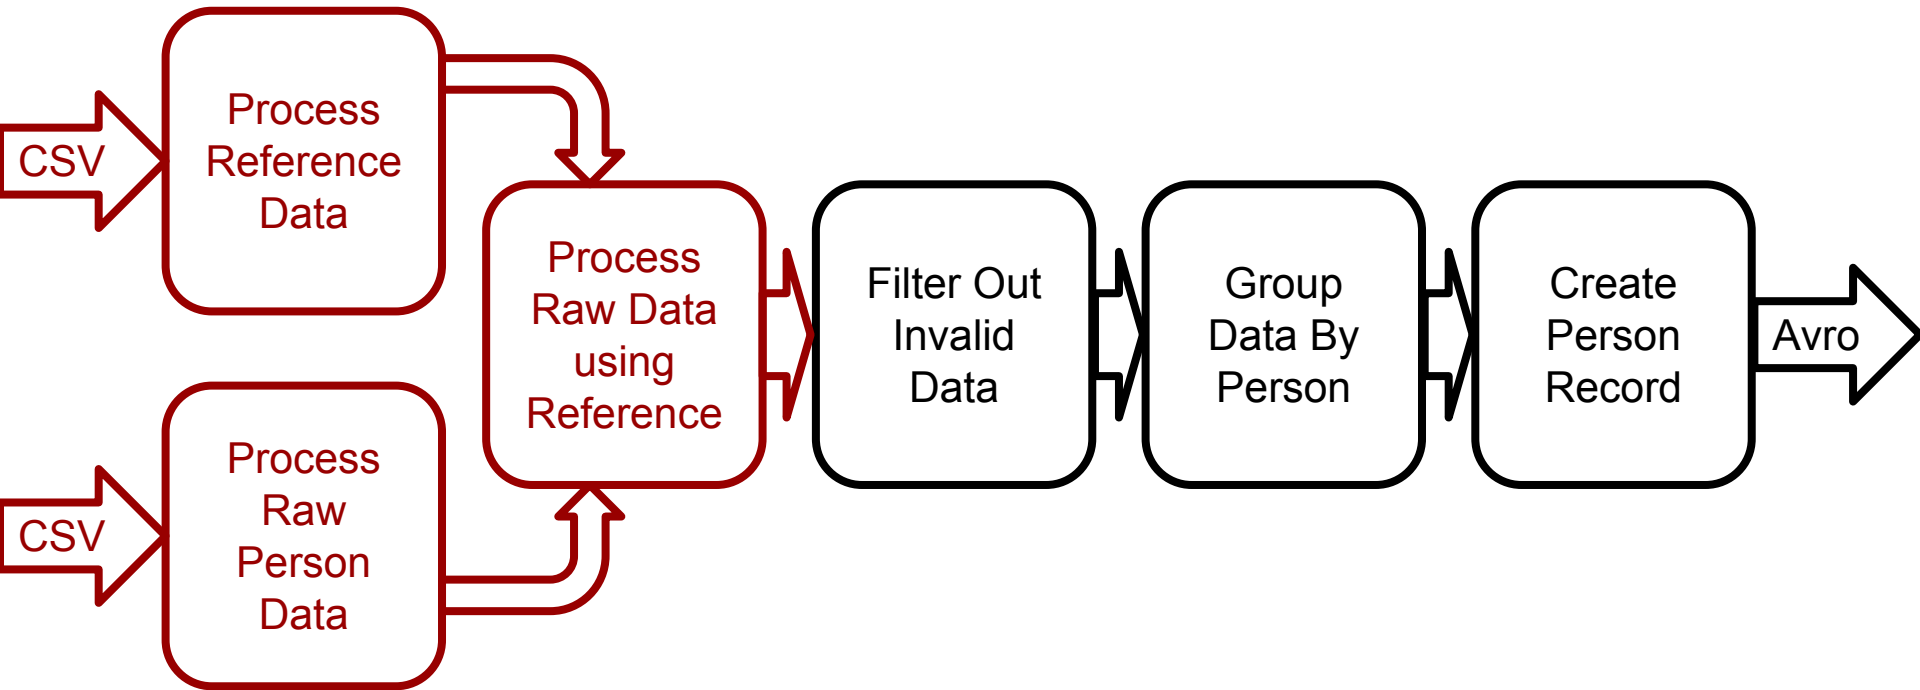 CSV
Process
Reference
Data
CSV
Process
Raw
Person
Data
Process
Raw Data
using
Reference
Filter Out
Invalid
Data
Group
Data By
Person
Create
Person
Record
Avro